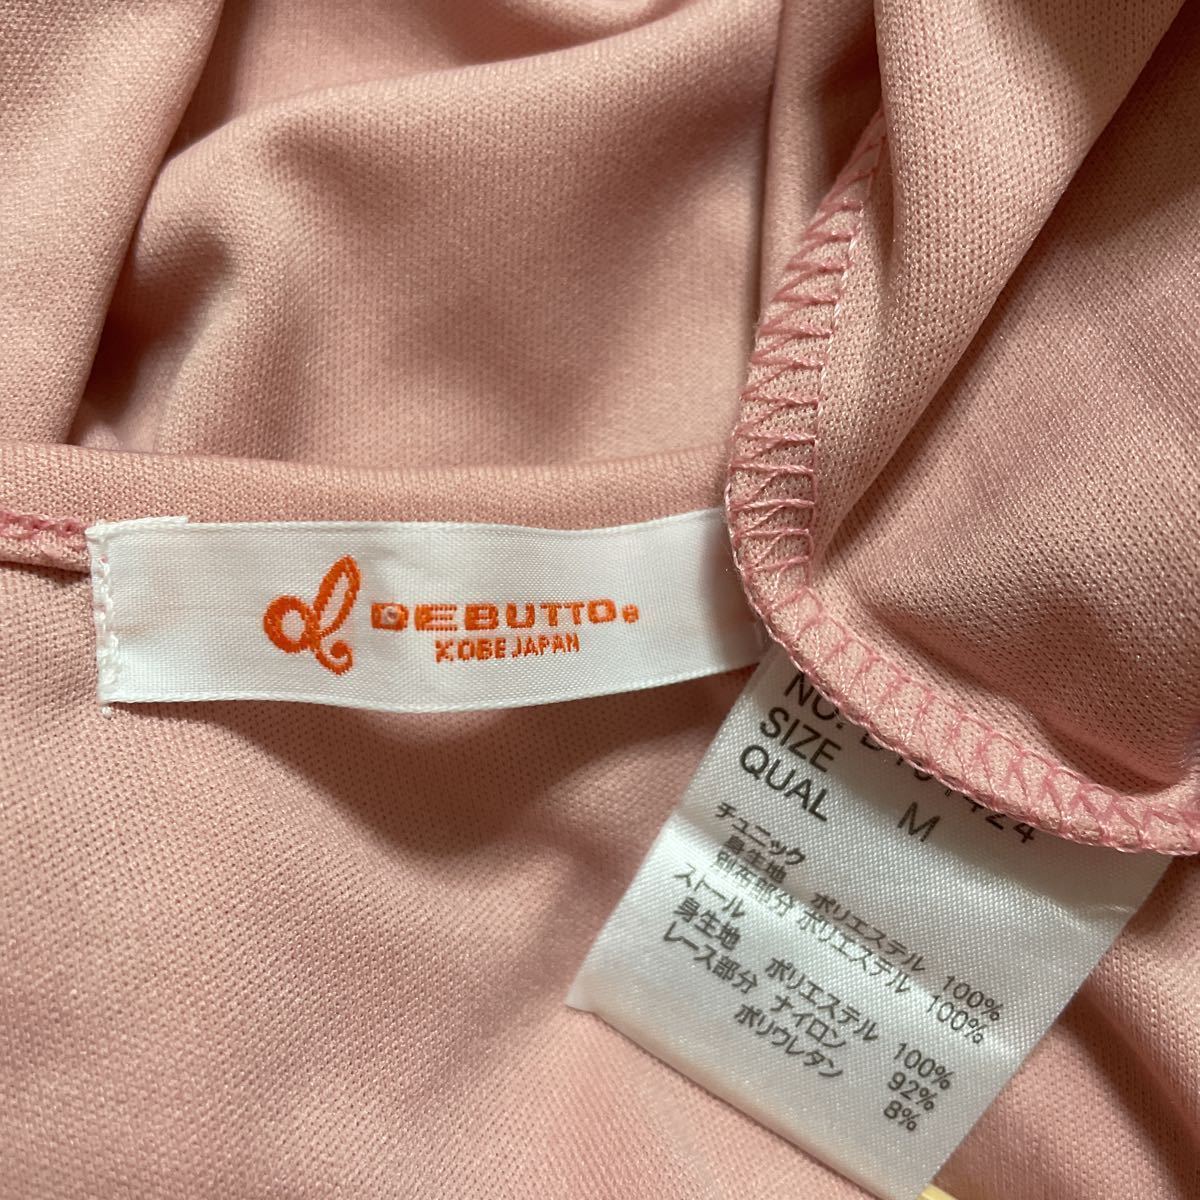 DEBUTTO.
KOBE JAPAN
NO.
SIZE M
QUAL
チュニック
身生地 ポリエステル 100%
別布部分 ポリエステル 100%
ストール
身生地 ポリエステル 100%
レース部分 ナイロン 92%
ポリウレタン 8%